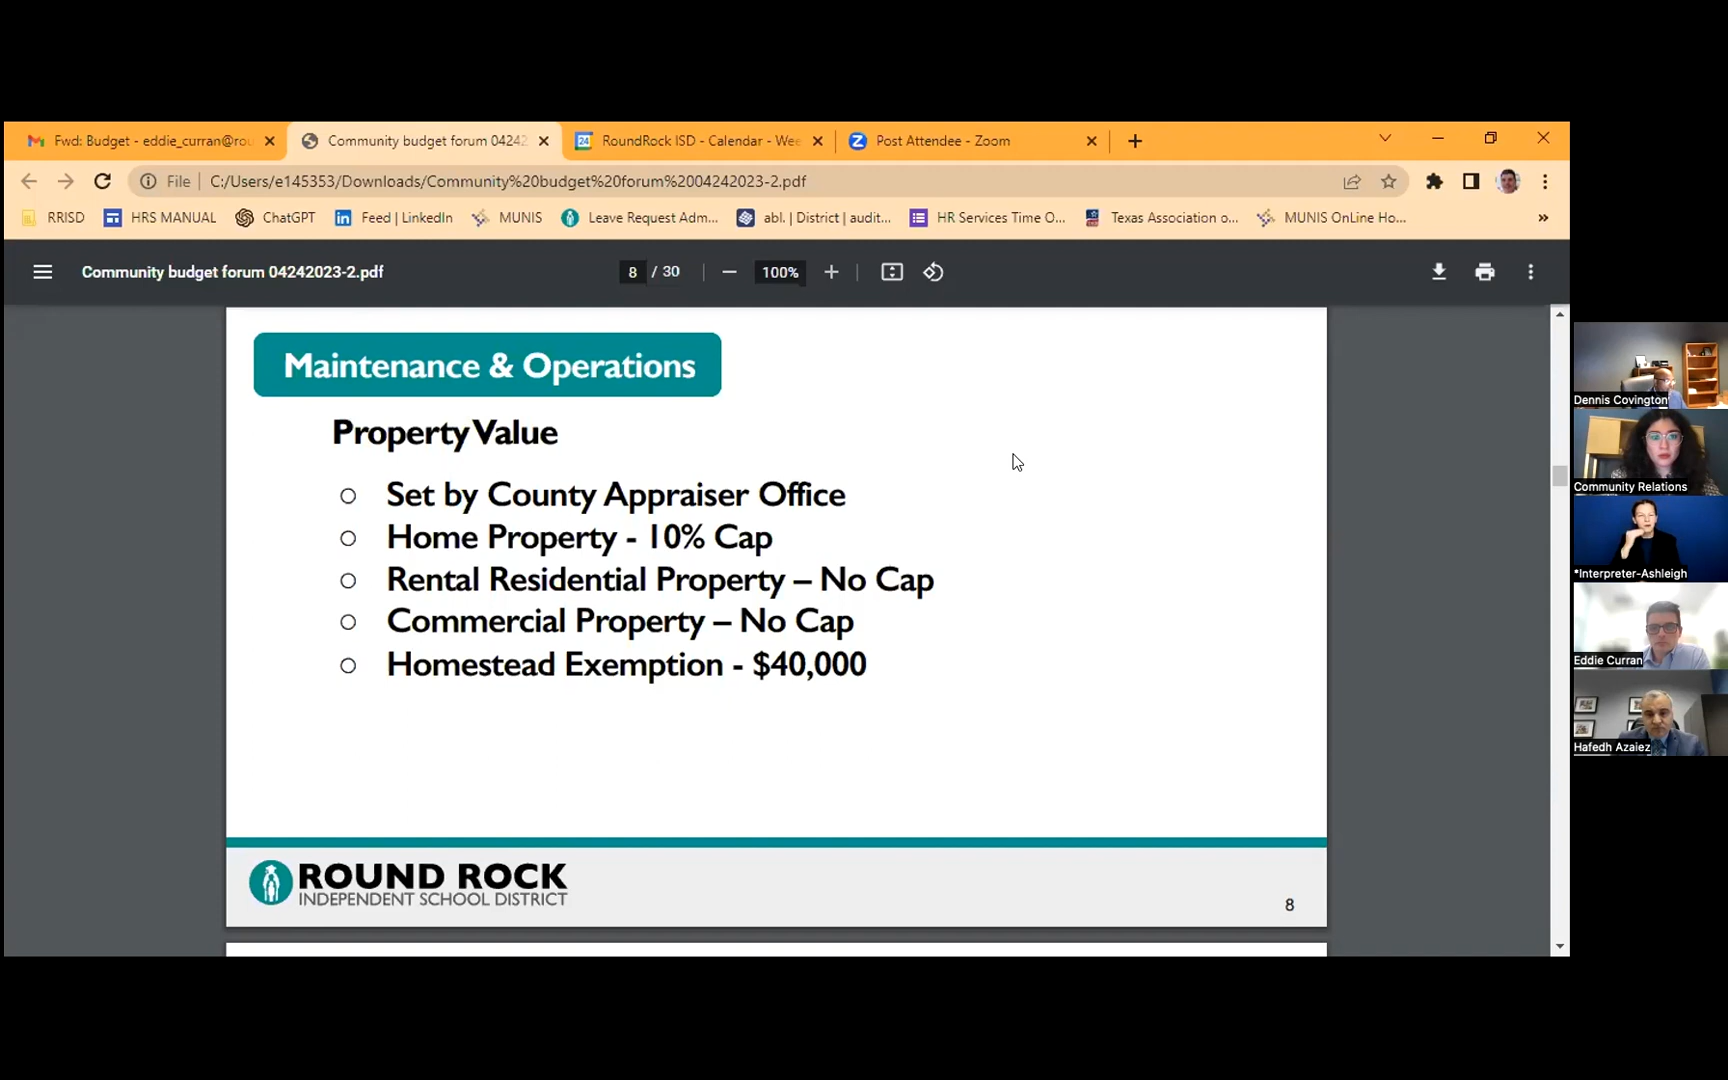 Fwd: Budget - eddie_curran@rou
Community budget forum 04242
24
RoundRock ISD - Calendar - Wee
Post Attendee - Zoom
File
C:/Users/e145353/Downloads/Community%20budget%20forum%2004242023-2.pdf
RRISD
HRS MANUAL
ChatGPT
Feed | LinkedIn
MUNIS
Leave Request Adm...
abl. | District | audit...
HR Services Time O...
Texas Association o...
MUNIS OnLine Ho...
»
Community budget forum 04242023-2.pdf
8 / 30
100%
Maintenance & Operations
Property Value
Set by County Appraiser Office
Home Property - 10% Cap
Rental Residential Property – No Cap
Commercial Property – No Cap
Homestead Exemption - $40,000
ROUND ROCK
INDEPENDENT SCHOOL DISTRICT
8
Dennis Covington
Community Relations
*Interpreter-Ashleigh
Eddie Curran
Hafedh Azaiez